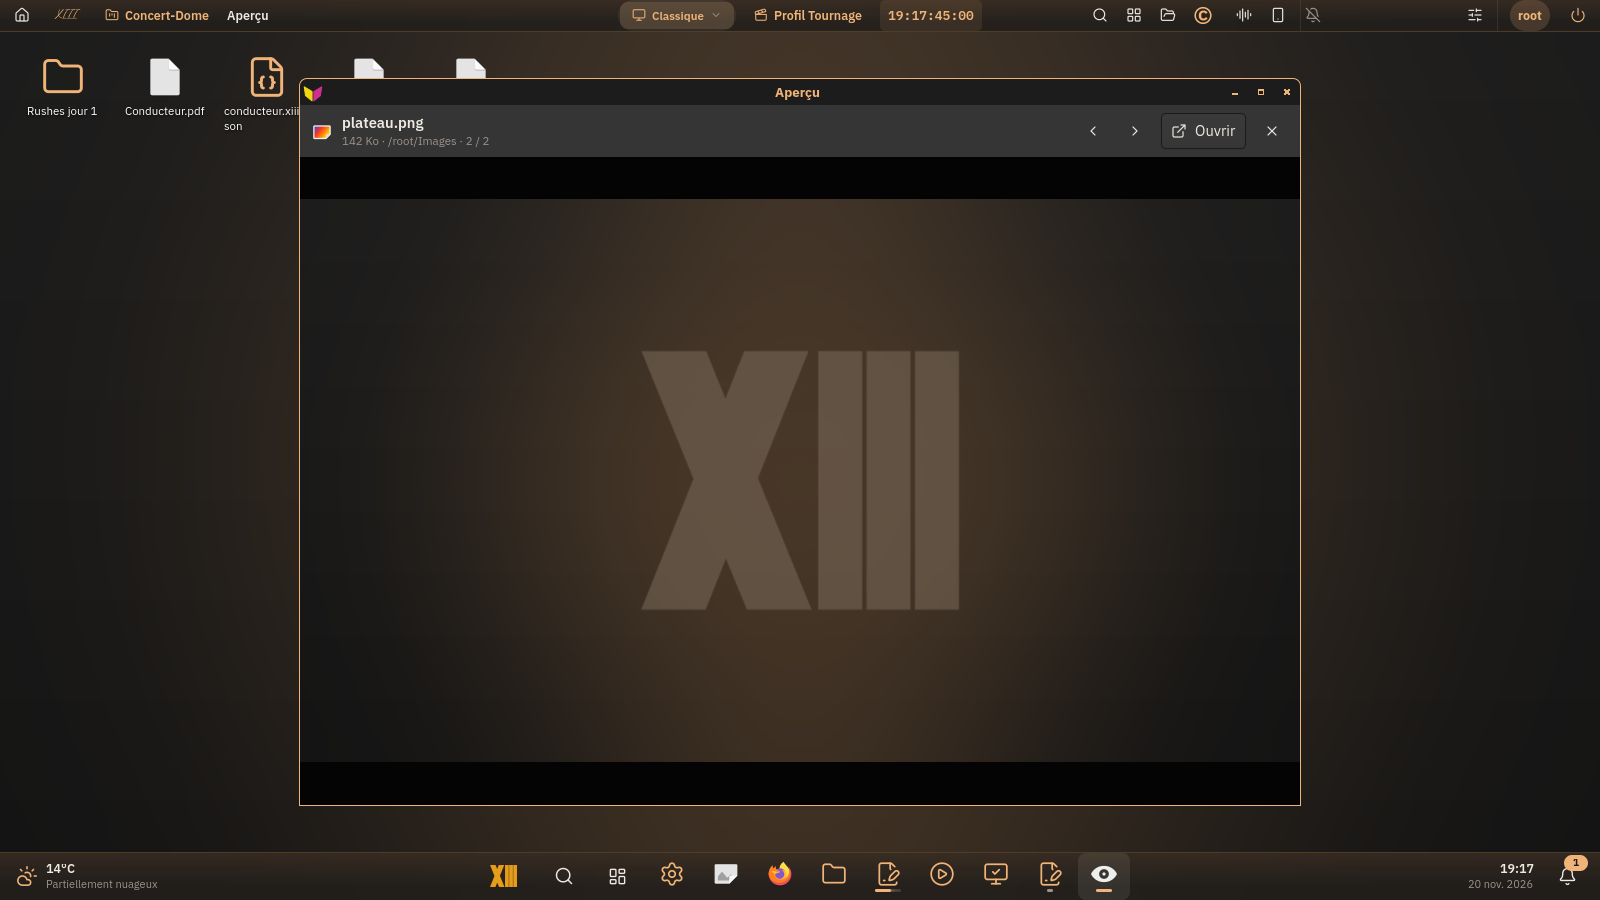 Concert-Dome Aperçu Classique Profil Tournage 19:17:45:00 root
Rushes jour 1
Conducteur.pdf
conducteur.xiii
son
Aperçu
plateau.png
142 Ko · /root/Images · 2 / 2
Ouvrir
XIII
14°C
Partiellement nuageux
XIII
19:17
20 nov. 2026
1